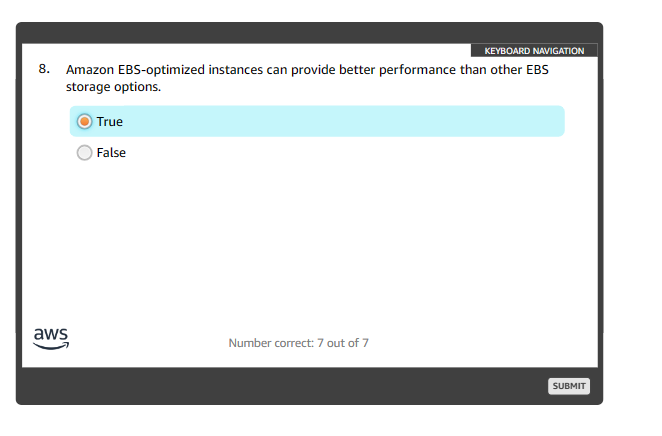 KEYBOARD NAVIGATION
8. Amazon EBS-optimized instances can provide better performance than other EBS
storage options.
True
False
aws
Number correct: 7 out of 7
SUBMIT